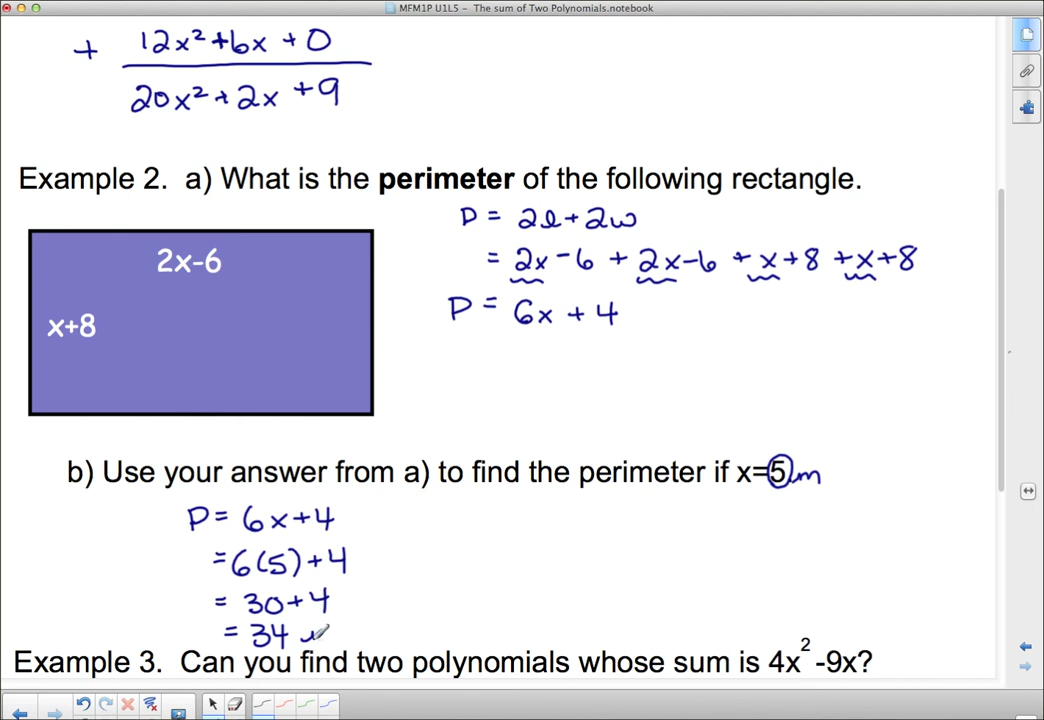 MFM1P U1L5 - The sum of Two Polynomials.notebook
+ 12x²+6x +0
20x²+2x +9
Example 2. a) What is the perimeter of the following rectangle.
P = 2l+2w
2x-6
= 2x-6 + 2x-6 +x+8 +x+8
P = 6x + 4
x+8
b) Use your answer from a) to find the perimeter if x=5m
P= 6x+4
=6(5)+4
= 30+4
= 34
Example 3. Can you find two polynomials whose sum is 4x² -9x?